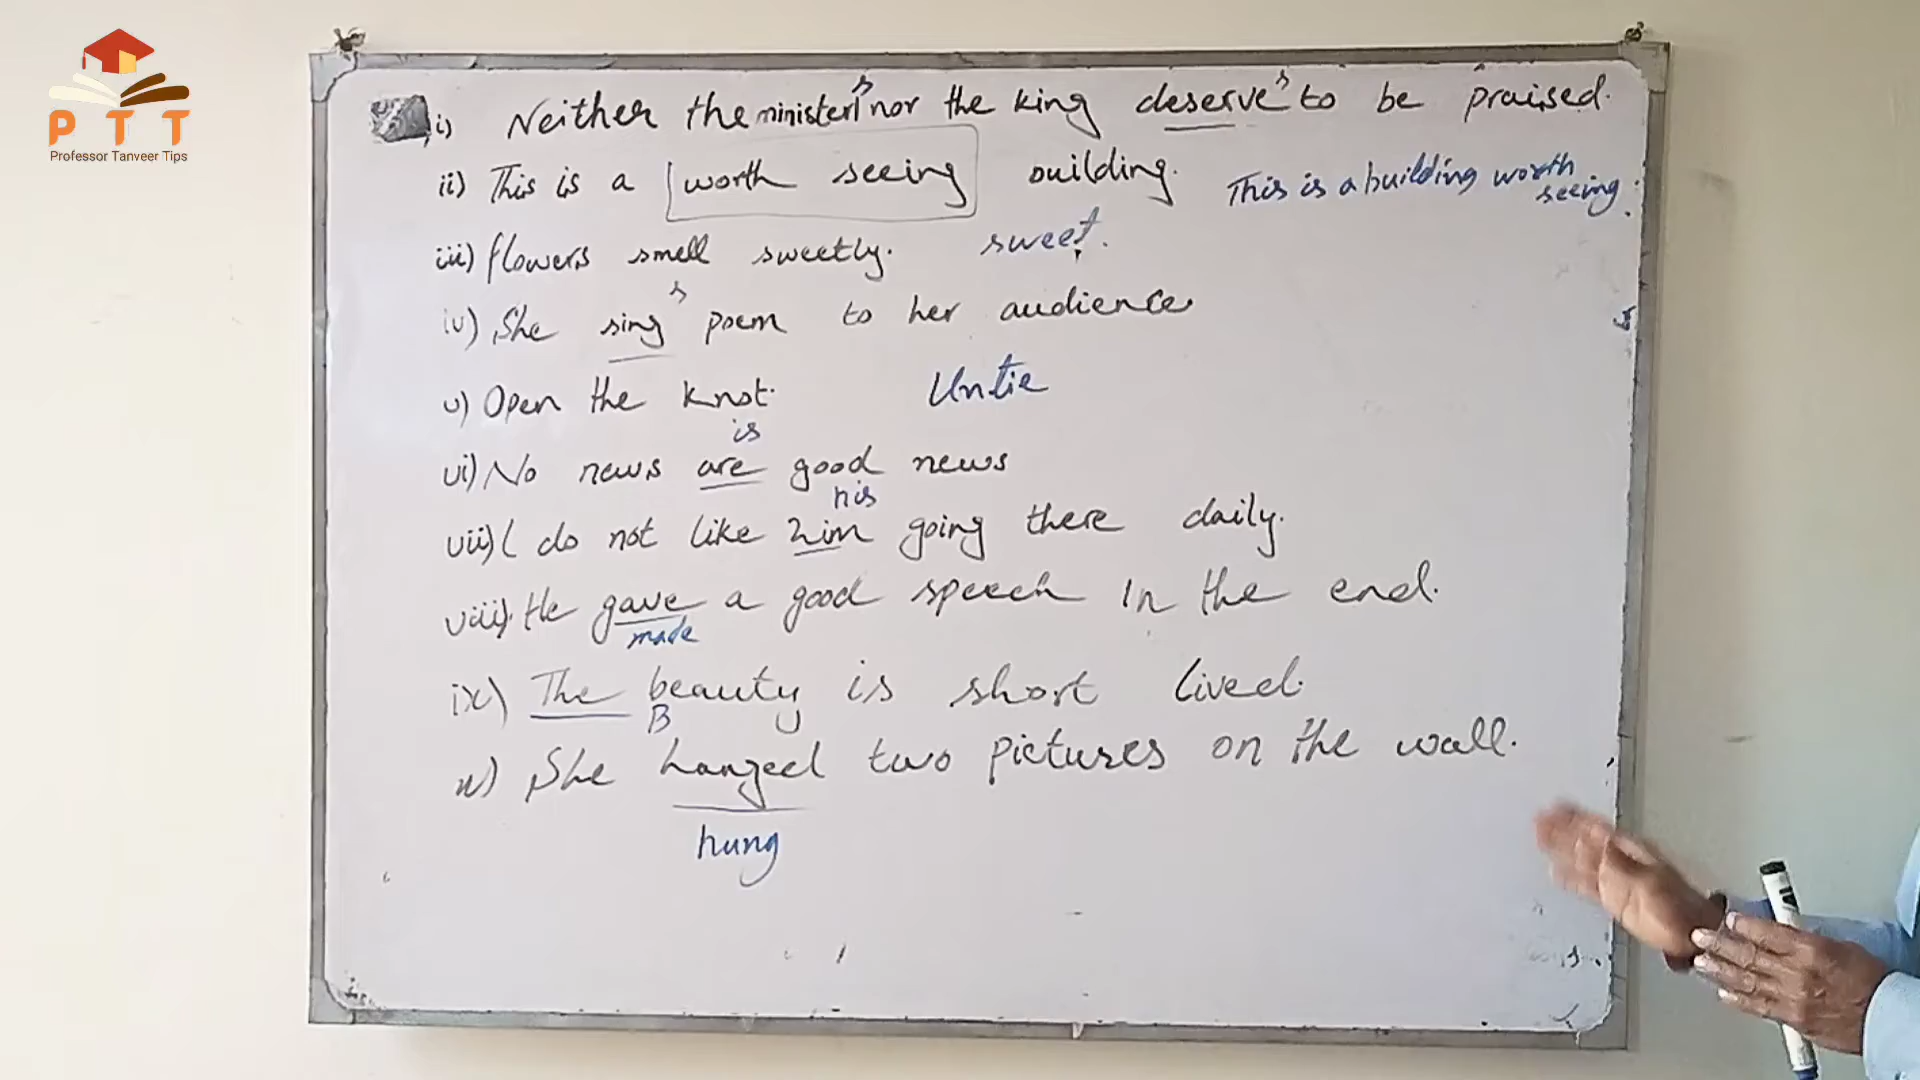 P T T
Professor Tanveer Tips
i) Neither the ministers nor the king deserves to be praised.
ii) This is a worth seeing building. This is a building worth seeing.
iii) flowers smell sweetly. sweet.
s
iv) She sing poem to her audience
v) Open the knot. Untie
is
vi) No news are good news
his
vii) I do not like him going there daily.
viii). He gave a good speech in the end.
made
ix) The beauty is short lived.
B
x) She hanged two pictures on the wall.
hung